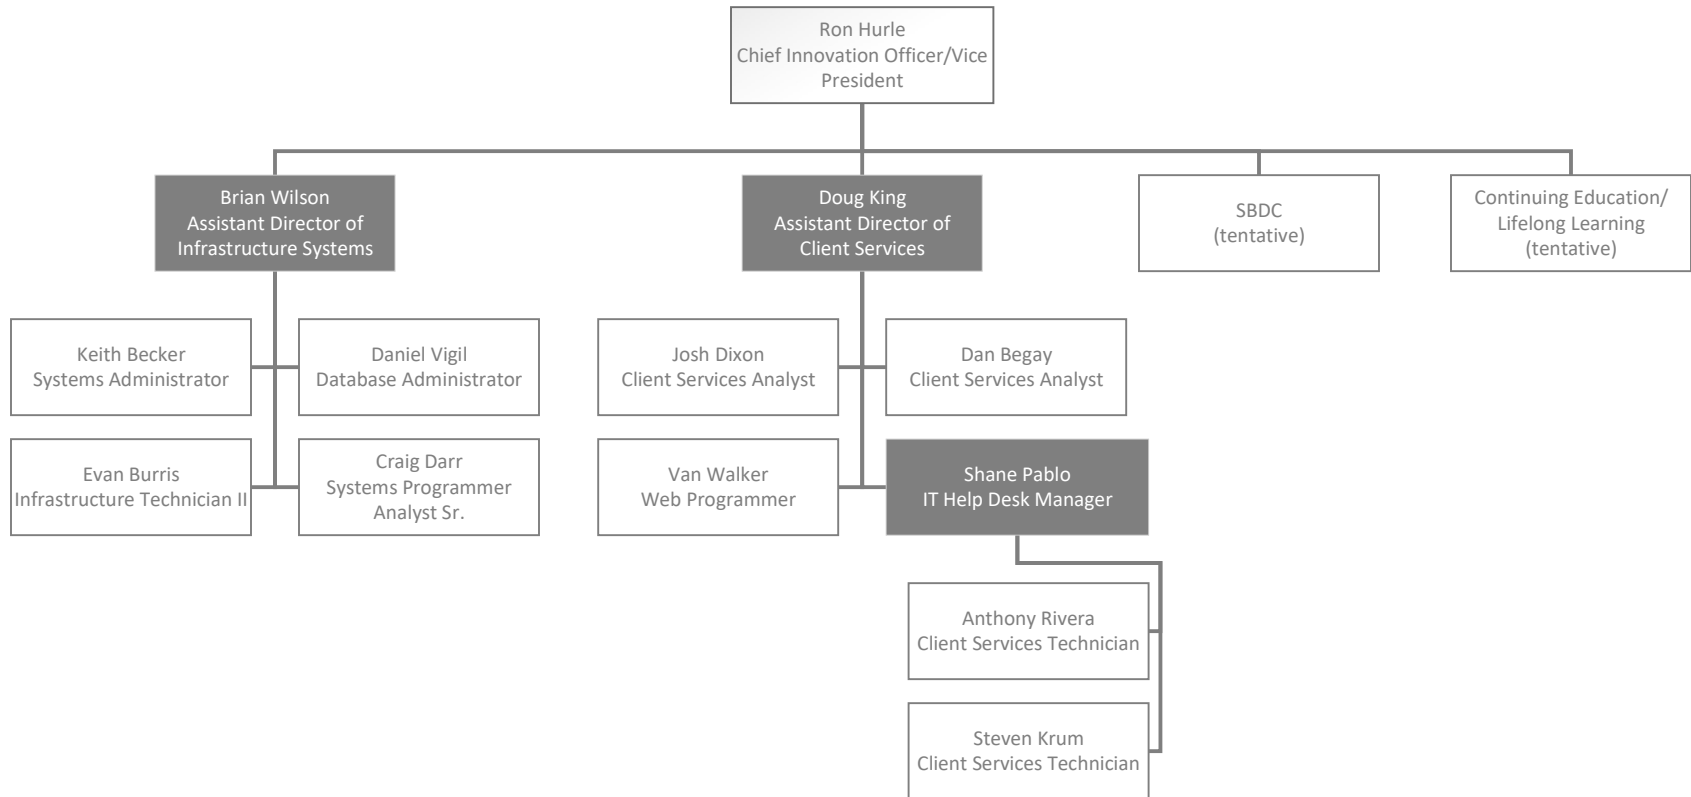 Ron Hurle
Chief Innovation Officer/Vice
President
Brian Wilson
Assistant Director of
Infrastructure Systems
Doug King
Assistant Director of
Client Services
SBDC
(tentative)
Continuing Education/
Lifelong Learning
(tentative)
Keith Becker
Systems Administrator
Daniel Vigil
Database Administrator
Josh Dixon
Client Services Analyst
Dan Begay
Client Services Analyst
Evan Burris
Infrastructure Technician II
Craig Darr
Systems Programmer
Analyst Sr.
Van Walker
Web Programmer
Shane Pablo
IT Help Desk Manager
Anthony Rivera
Client Services Technician
Steven Krum
Client Services Technician